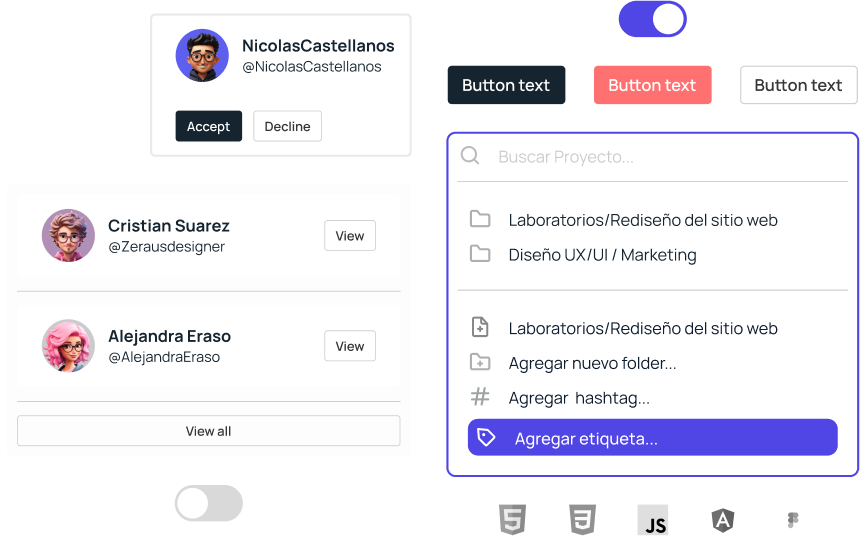 NicolasCastellanos
@NicolasCastellanos
Accept
Decline
Cristian Suarez
@Zerausdesigner
View
Alejandra Eraso
@AlejandraEraso
View
View all
Button text
Button text
Button text
Buscar Proyecto...
Laboratorios/Rediseño del sitio web
Diseño UX/UI / Marketing
Laboratorios/Rediseño del sitio web
Agregar nuevo folder...
Agregar hashtag...
Agregar etiqueta...
5
3
JS
A